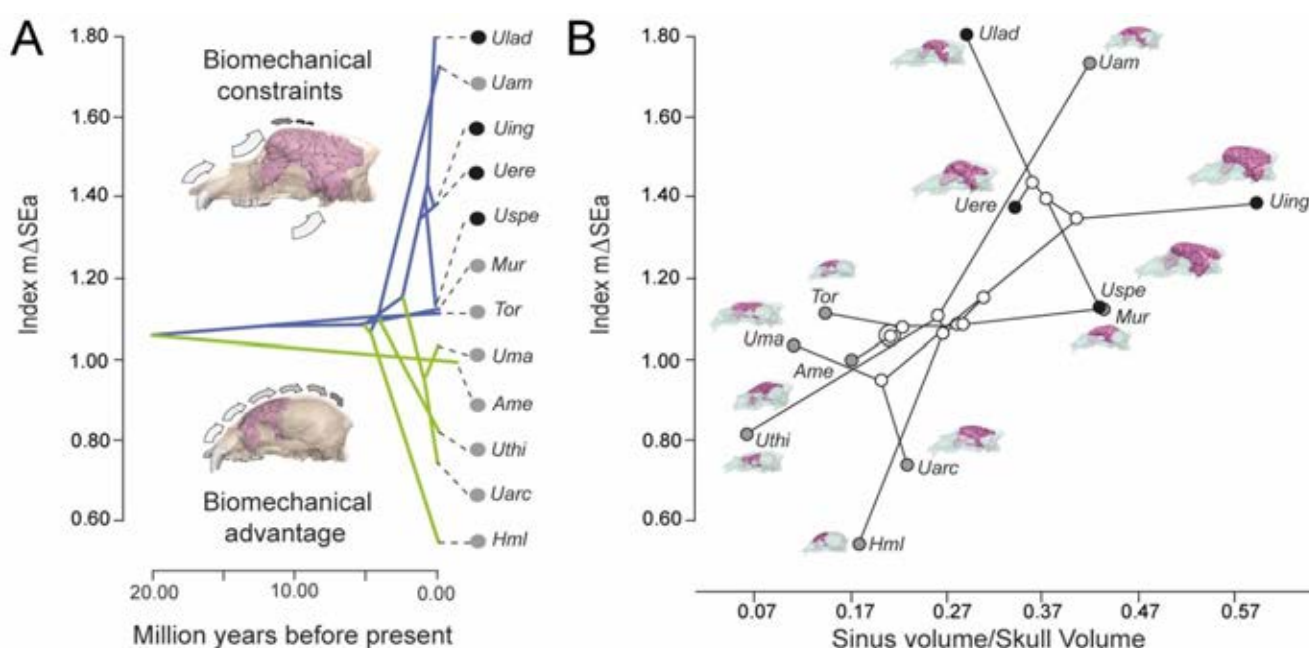 A
Index mΔSEa
1.80
1.60
1.40
1.20
1.00
0.80
0.60
Biomechanical
constraints
Biomechanical
advantage
Ulad
Uam
Uing
Uere
Uspe
Mur
Tor
Uma
Ame
Uthi
Uarc
Hml
20.00
10.00
0.00
Million years before present
B
Index mΔSEa
1.80
1.60
1.40
1.20
1.00
0.80
0.60
Ulad
Uam
Uere
Uing
Tor
Uspe
Mur
Uma
Ame
Uthi
Uarc
Hml
0.07
0.17
0.27
0.37
0.47
0.57
Sinus volume/Skull Volume